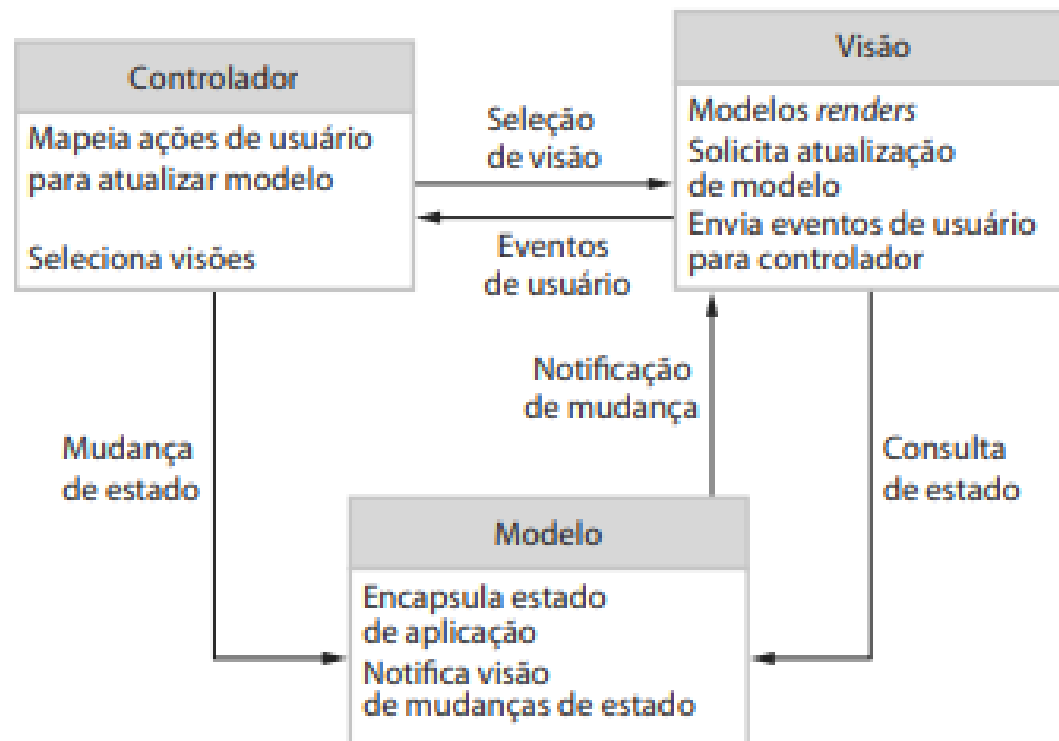 Controlador
Mapeia ações de usuário
para atualizar modelo
Seleciona visões
Seleção
de visão
Eventos
de usuário
Visão
Modelos renders
Solicita atualização
de modelo
Envia eventos de usuário
para controlador
Notificação
de mudança
Mudança
de estado
Consulta
de estado
Modelo
Encapsula estado
de aplicação
Notifica visão
de mudanças de estado